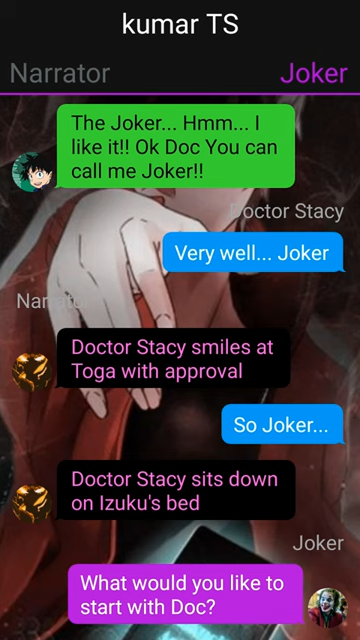 kumar TS
Narrator
Joker
The Joker... Hmm... I
like it!! Ok Doc You can
call me Joker!!
Doctor Stacy
Very well... Joker
Narrator
Doctor Stacy smiles at
Toga with approval
So Joker...
Doctor Stacy sits down
on Izuku's bed
Joker
What would you like to
start with Doc?